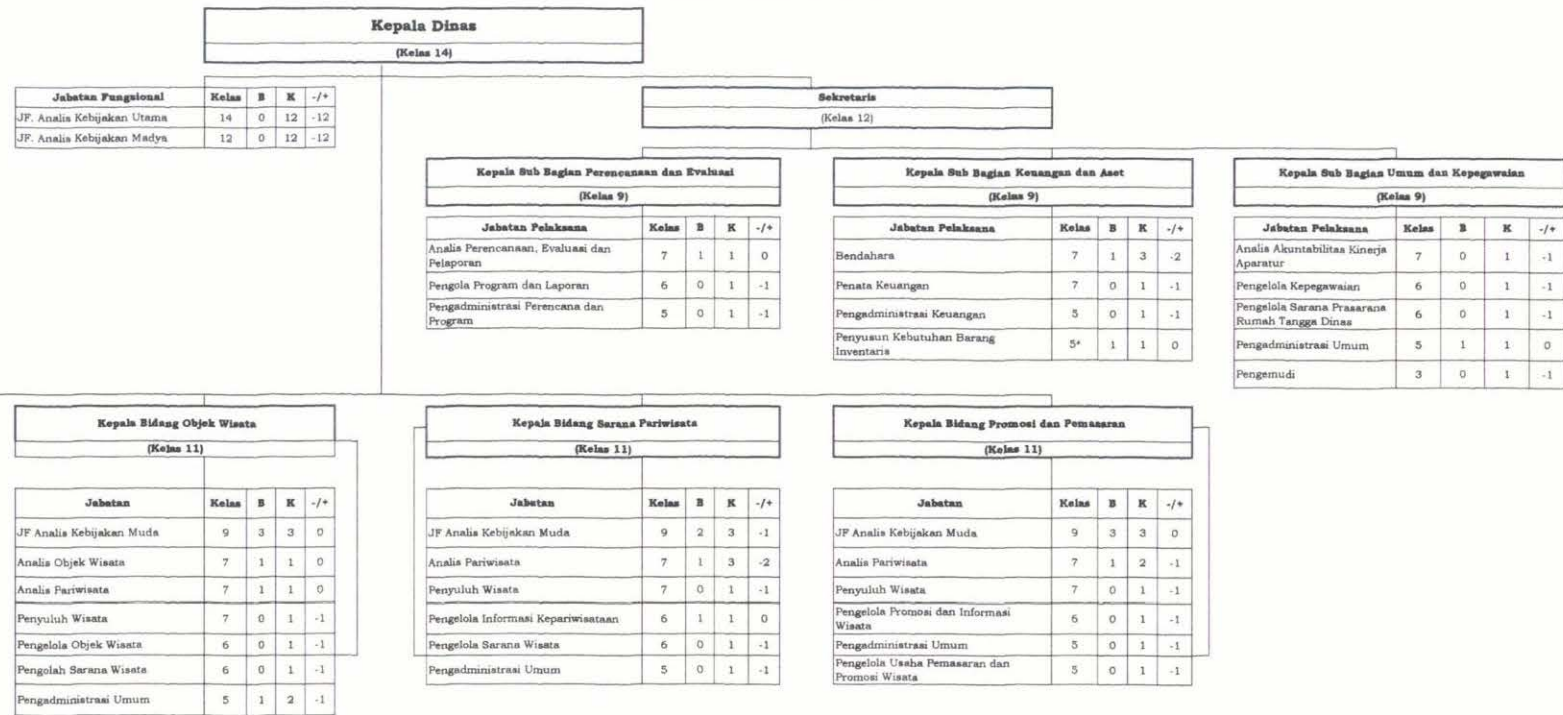 Kepala Dinas
(Kelas 14)
Jabatan Fungsional Kelas B K -/+
JF. Analis Kebijakan Utama 14 0 12 -12
JF. Analis Kebijakan Madya 12 0 12 -12
Sekretaris
(Kelas 12)
Kepala Sub Bagian Perencanaan dan Evaluasi
(Kelas 9)
Jabatan Pelaksana Kelas B K -/+
Analis Perencanaan, Evaluasi dan
Pelaporan 7 1 1 0
Pengola Program dan Laporan 6 0 1 -1
Pengadministrasi Perencana dan
Program 5 0 1 -1
Kepala Sub Bagian Keuangan dan Aset
(Kelas 9)
Jabatan Pelaksana Kelas B K -/+
Bendahara 7 1 3 -2
Penata Keuangan 7 0 1 -1
Pengadministrasi Keuangan 5 0 1 -1
Penyusun Kebutuhan Barang
Inventaris 5* 1 1 0
Kepala Sub Bagian Umum dan Kepegawaian
(Kelas 9)
Jabatan Pelaksana Kelas B K -/+
Analis Akuntabilitas Kinerja
Aparatur 7 0 1 -1
Pengelola Kepegawaian 6 0 1 -1
Pengelola Sarana Prasarana
Rumah Tangga Dinas 6 0 1 -1
Pengadministrasi Umum 5 1 1 0
Pengemudi 3 0 1 -1
Kepala Bidang Objek Wisata
(Kelas 11)
Jabatan Kelas B K -/+
JF Analis Kebijakan Muda 9 3 3 0
Analis Objek Wisata 7 1 1 0
Analis Pariwisata 7 1 1 0
Penyuluh Wisata 7 0 1 -1
Pengelola Objek Wisata 6 0 1 -1
Pengolah Sarana Wisata 6 0 1 -1
Pengadministrasi Umum 5 1 2 -1
Kepala Bidang Sarana Pariwisata
(Kelas 11)
Jabatan Kelas B K -/+
JF Analis Kebijakan Muda 9 2 3 -1
Analis Pariwisata 7 1 3 -2
Penyuluh Wisata 7 0 1 -1
Pengelola Informasi Kepariwisataan 6 1 1 0
Pengelola Sarana Wisata 6 0 1 -1
Pengadministrasi Umum 5 0 1 -1
Kepala Bidang Promosi dan Pemasaran
(Kelas 11)
Jabatan Kelas B K -/+
JF Analis Kebijakan Muda 9 3 3 0
Analis Pariwisata 7 1 2 -1
Penyuluh Wisata 7 0 1 -1
Pengelola Promosi dan Informasi
Wisata 6 0 1 -1
Pengadministrasi Umum 5 0 1 -1
Pengelola Usaha Pemasaran dan
Promosi Wisata 5 0 1 -1